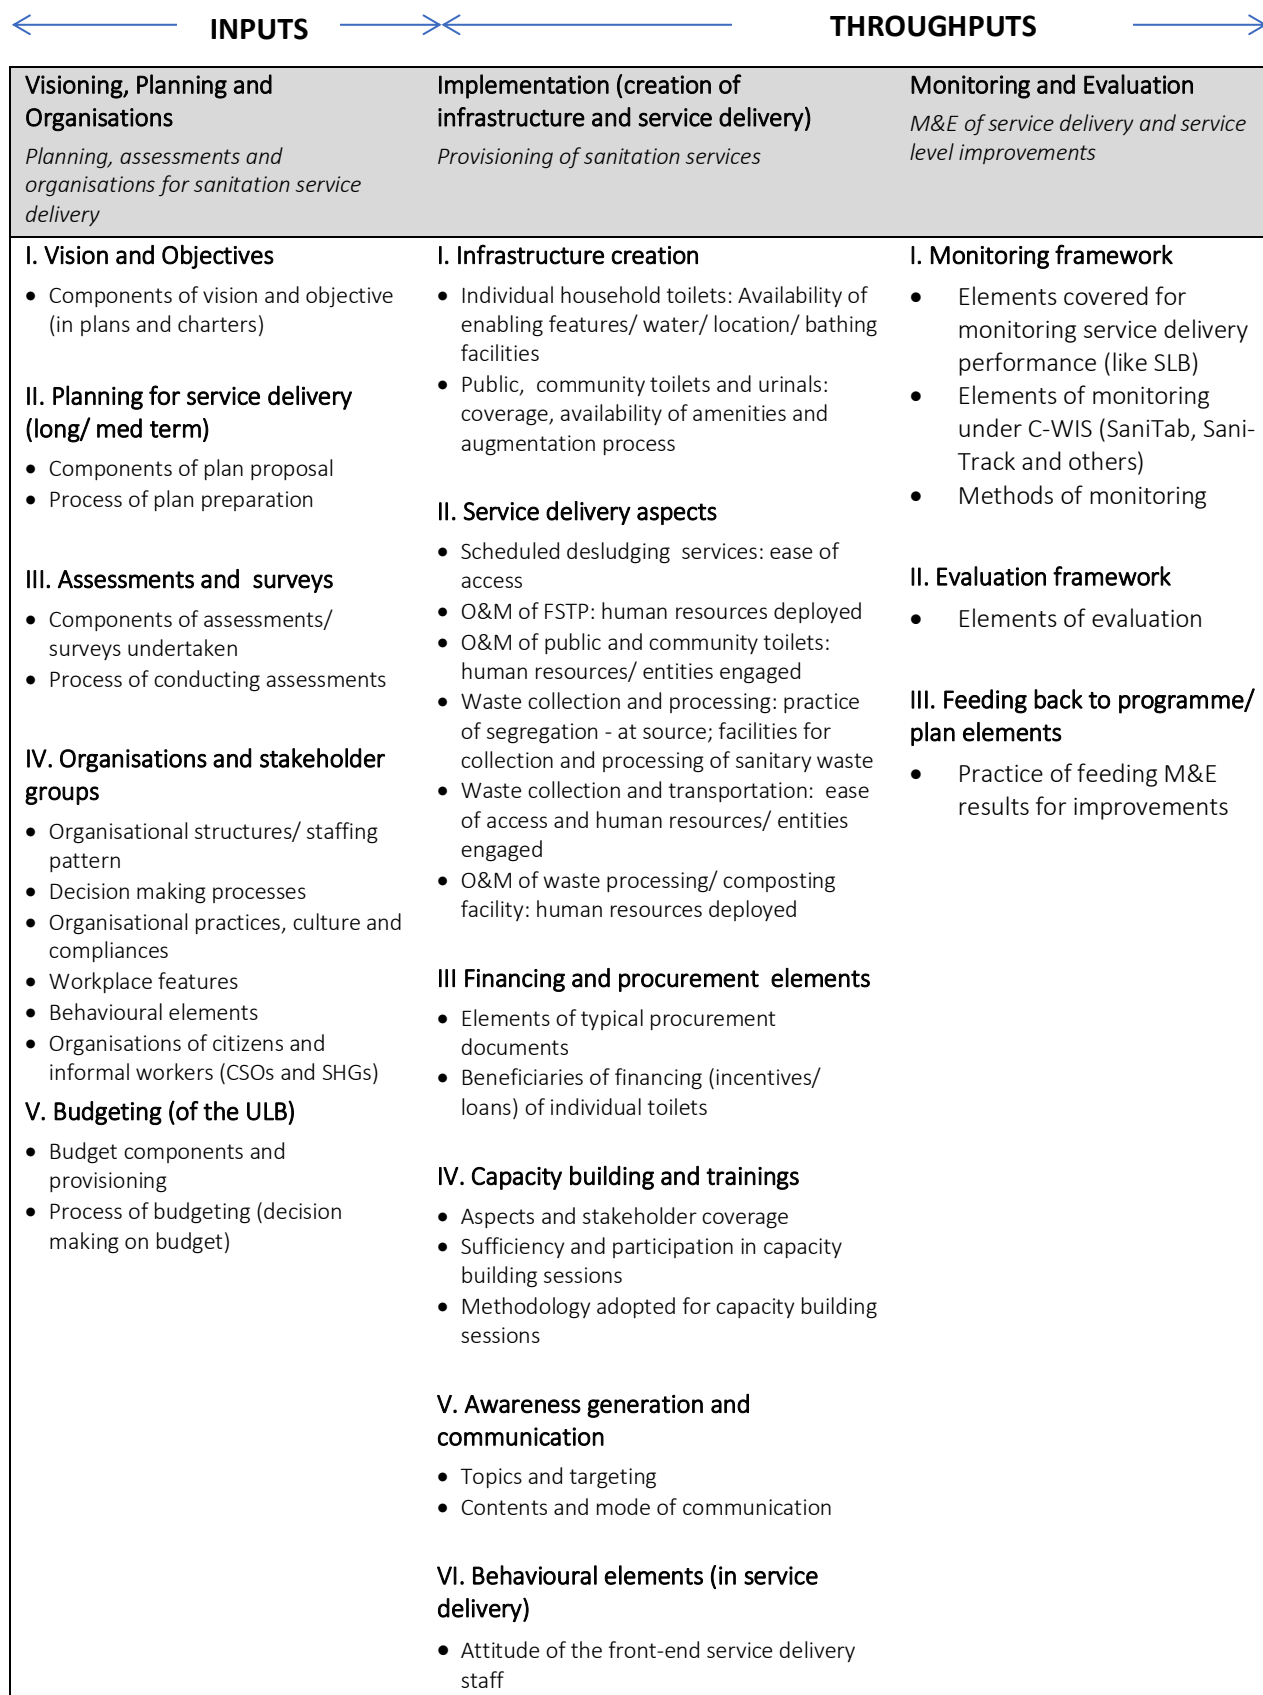 INPUTS
THROUGHPUTS
Visioning, Planning and
Organisations
Planning, assessments and
organisations for sanitation service
delivery
Implementation (creation of
infrastructure and service delivery)
Provisioning of sanitation services
Monitoring and Evaluation
M&E of service delivery and service
level improvements
I. Vision and Objectives
• Components of vision and objective
(in plans and charters)
II. Planning for service delivery
(long/ med term)
• Components of plan proposal
• Process of plan preparation
III. Assessments and surveys
• Components of assessments/
surveys undertaken
• Process of conducting assessments
IV. Organisations and stakeholder
groups
• Organisational structures/ staffing
pattern
• Decision making processes
• Organisational practices, culture and
compliances
• Workplace features
• Behavioural elements
• Organisations of citizens and
informal workers (CSOs and SHGs)
V. Budgeting (of the ULB)
• Budget components and
provisioning
• Process of budgeting (decision
making on budget)
I. Infrastructure creation
• Individual household toilets: Availability of
enabling features/ water/ location/ bathing
facilities
• Public, community toilets and urinals:
coverage, availability of amenities and
augmentation process
II. Service delivery aspects
• Scheduled desludging services: ease of
access
• O&M of FSTP: human resources deployed
• O&M of public and community toilets:
human resources/ entities engaged
• Waste collection and processing: practice
of segregation - at source; facilities for
collection and processing of sanitary waste
• Waste collection and transportation: ease
of access and human resources/ entities
engaged
• O&M of waste processing/ composting
facility: human resources deployed
III Financing and procurement elements
• Elements of typical procurement
documents
• Beneficiaries of financing (incentives/
loans) of individual toilets
IV. Capacity building and trainings
• Aspects and stakeholder coverage
• Sufficiency and participation in capacity
building sessions
• Methodology adopted for capacity building
sessions
V. Awareness generation and
communication
• Topics and targeting
• Contents and mode of communication
VI. Behavioural elements (in service
delivery)
• Attitude of the front-end service delivery
staff
I. Monitoring framework
• Elements covered for
monitoring service delivery
performance (like SLB)
• Elements of monitoring
under C-WIS (SaniTab, Sani-
Track and others)
• Methods of monitoring
II. Evaluation framework
• Elements of evaluation
III. Feeding back to programme/
plan elements
• Practice of feeding M&E
results for improvements